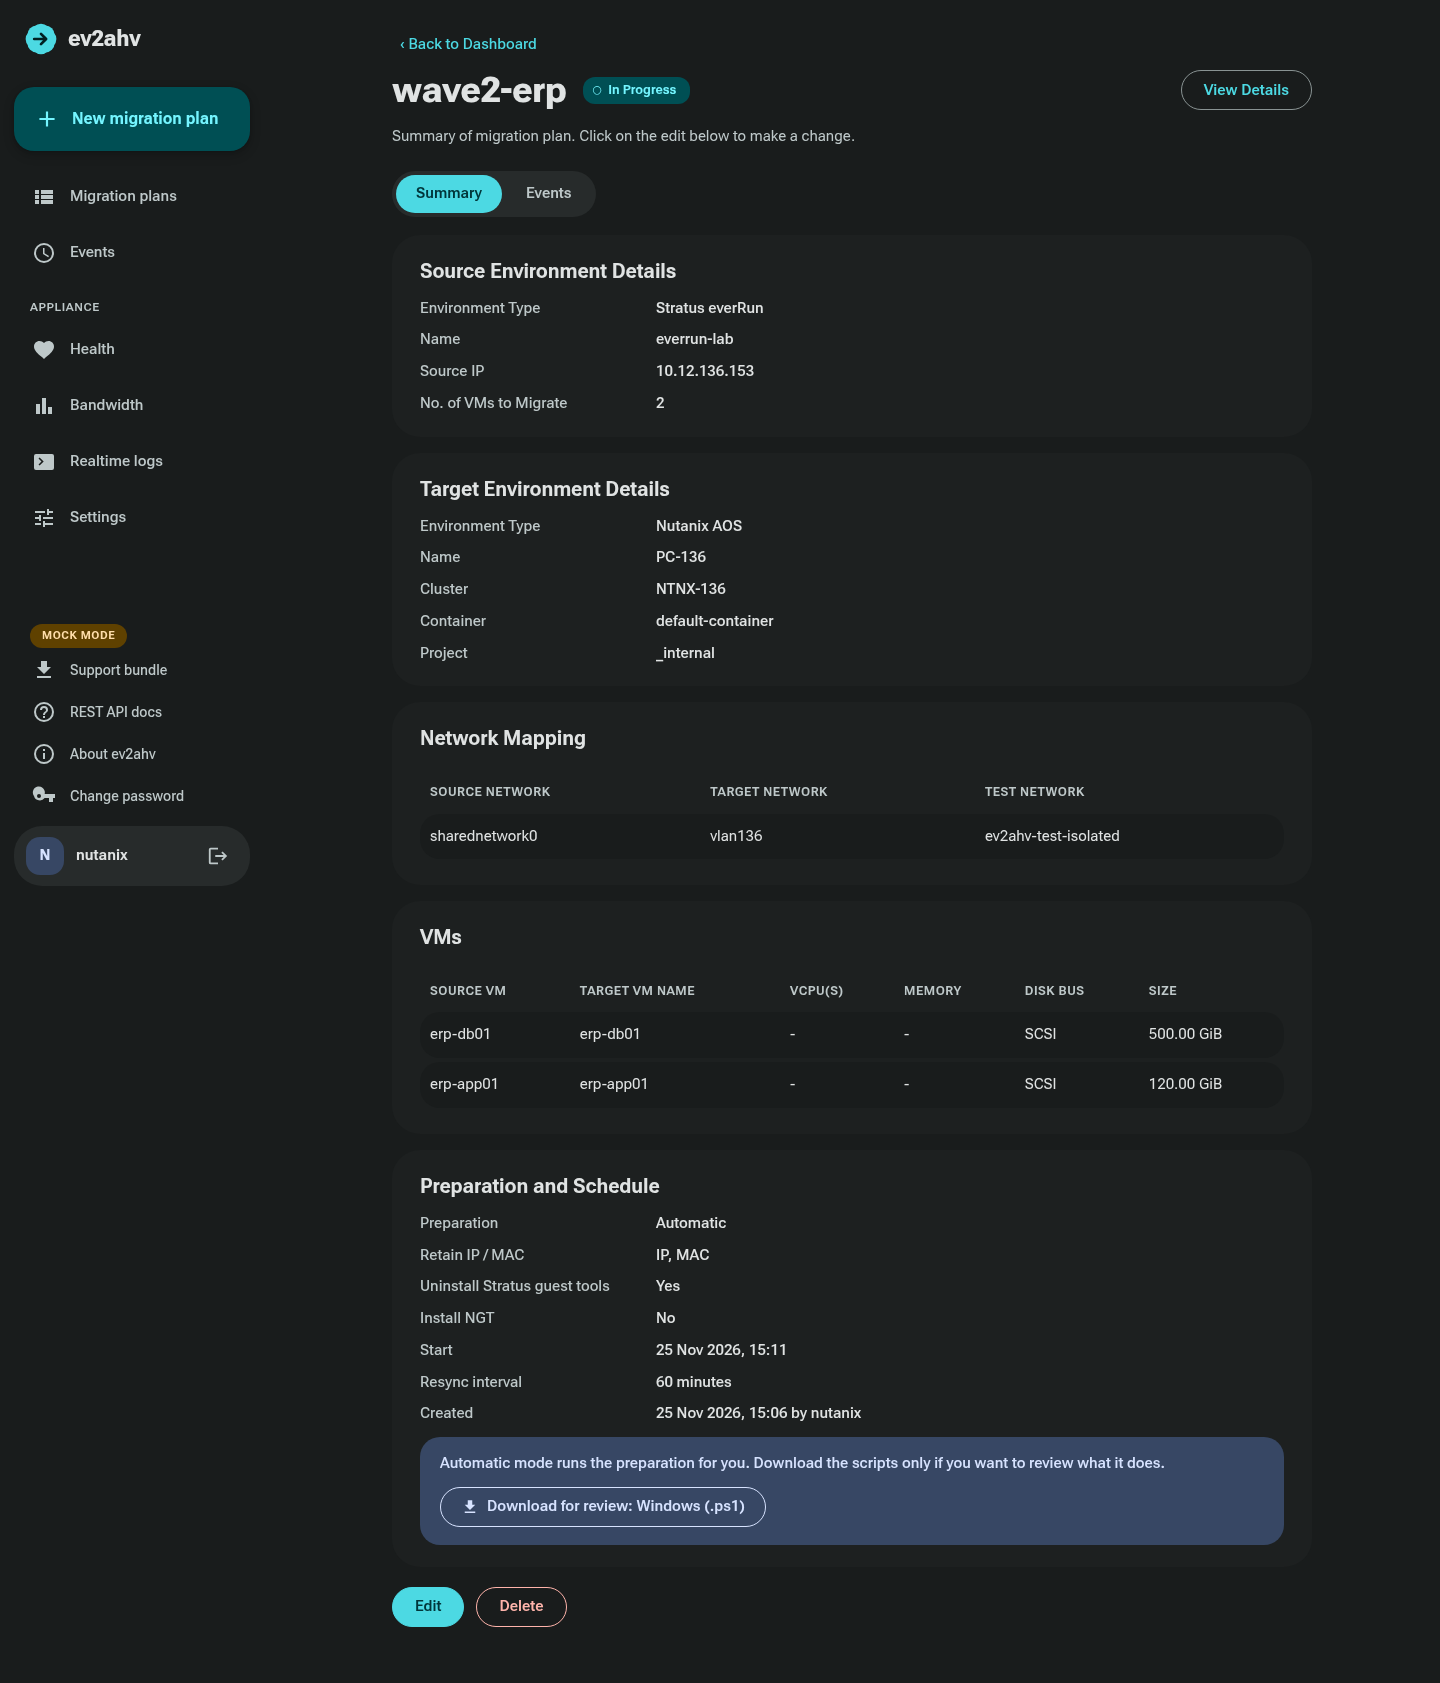 ev2ahv
New migration plan
Migration plans
Events
APPLIANCE
Health
Bandwidth
Realtime logs
Settings
MOCK MODE
Support bundle
REST API docs
About ev2ahv
Change password
N nutanix
‹ Back to Dashboard
wave2-erp In Progress View Details
Summary of migration plan. Click on the edit below to make a change.
Summary Events
Source Environment Details
Environment Type Stratus everRun
Name everrun-lab
Source IP 10.12.136.153
No. of VMs to Migrate 2
Target Environment Details
Environment Type Nutanix AOS
Name PC-136
Cluster NTNX-136
Container default-container
Project _internal
Network Mapping
SOURCE NETWORK TARGET NETWORK TEST NETWORK
sharednetwork0 vlan136 ev2ahv-test-isolated
VMs
SOURCE VM TARGET VM NAME VCPU(S) MEMORY DISK BUS SIZE
erp-db01 erp-db01 - - SCSI 500.00 GiB
erp-app01 erp-app01 - - SCSI 120.00 GiB
Preparation and Schedule
Preparation Automatic
Retain IP / MAC IP, MAC
Uninstall Stratus guest tools Yes
Install NGT No
Start 25 Nov 2026, 15:11
Resync interval 60 minutes
Created 25 Nov 2026, 15:06 by nutanix
Automatic mode runs the preparation for you. Download the scripts only if you want to review what it does.
Download for review: Windows (.ps1)
Edit Delete